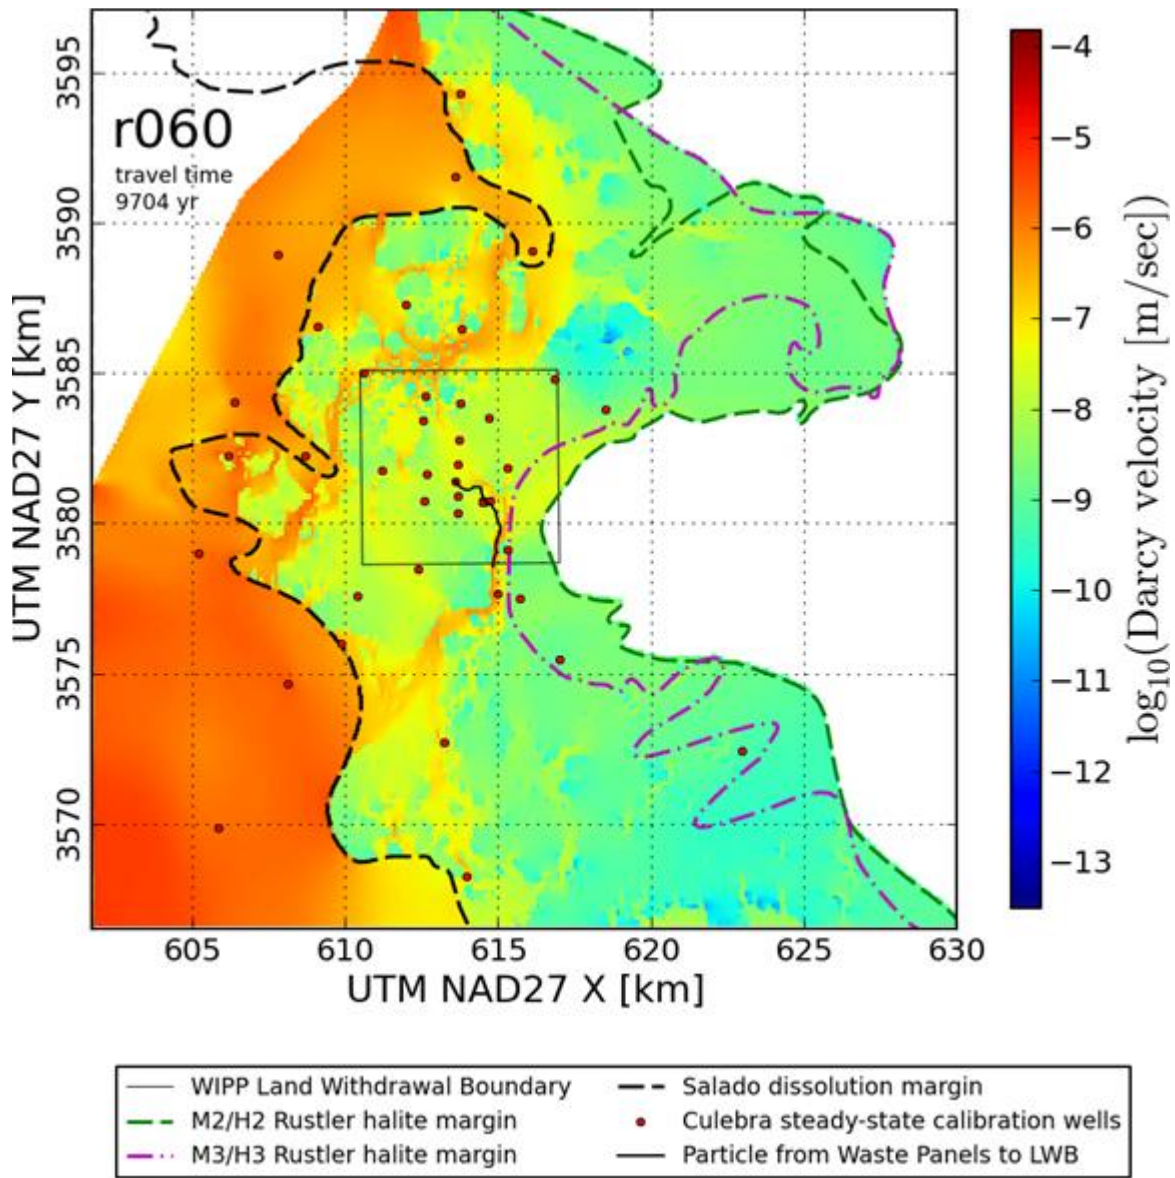 r060
travel time
9704 yr
3595
3590
3585
3580
3575
3570
UTM NAD27 Y [km]
605 610 615 620 625 630
UTM NAD27 X [km]
−4
−5
−6
−7
−8
−9
−10
−11
−12
−13
log10(Darcy velocity [m/sec])
WIPP Land Withdrawal Boundary
M2/H2 Rustler halite margin
M3/H3 Rustler halite margin
Salado dissolution margin
Culebra steady-state calibration wells
Particle from Waste Panels to LWB